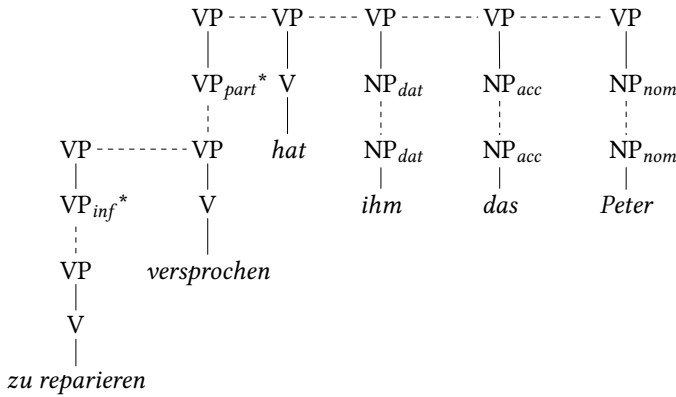 VP VP VP VP VP
VP_part* V NP_dat NP_acc NP_nom
VP VP hat NP_dat NP_acc NP_nom
VP_inf* V ihm das Peter
VP versprochen
V
zu reparieren